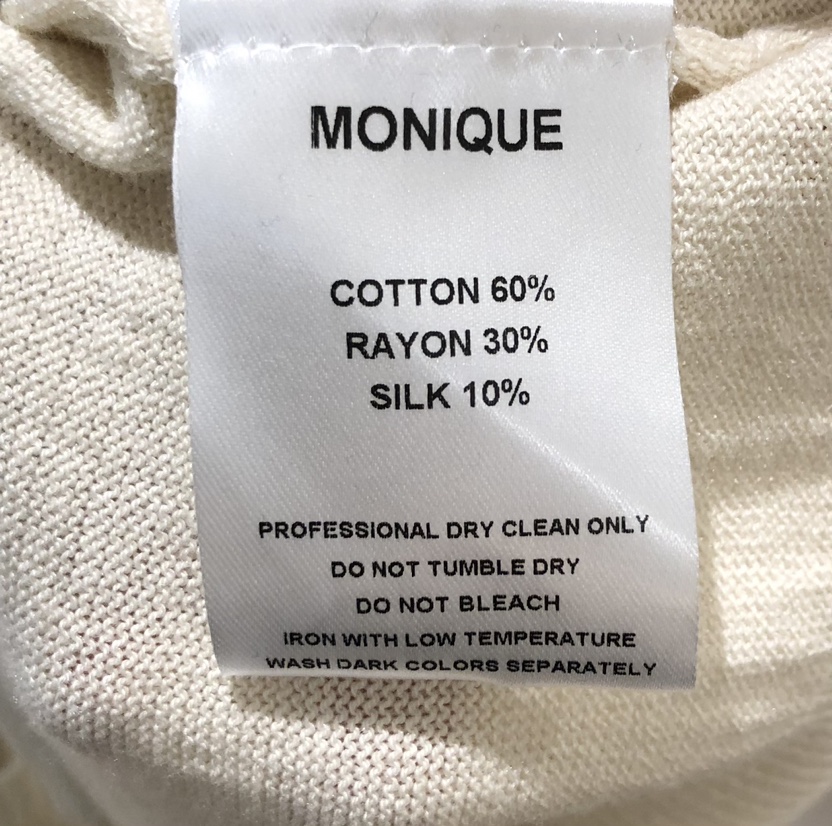 MONIQUE
COTTON 60%
RAYON 30%
SILK 10%
PROFESSIONAL DRY CLEAN ONLY
DO NOT TUMBLE DRY
DO NOT BLEACH
IRON WITH LOW TEMPERATURE
WASH DARK COLORS SEPARATELY